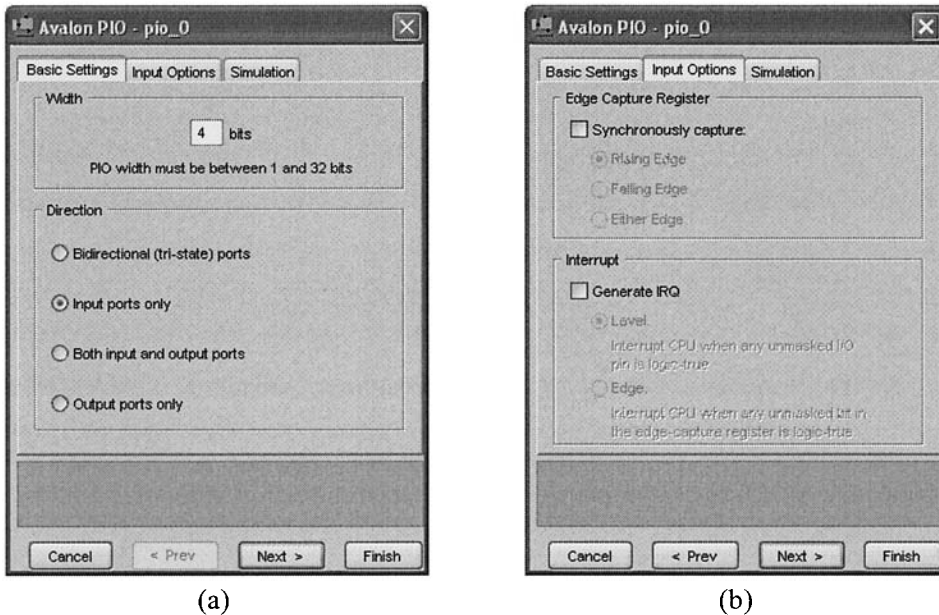 Avalon PIO - pio_0
Basic Settings Input Options Simulation
Width
4 bits
PIO width must be between 1 and 32 bits
Direction
Bidirectional (tri-state) ports
Input ports only
Both input and output ports
Output ports only
Cancel < Prev Next > Finish
(a)
Avalon PIO - pio_0
Basic Settings Input Options Simulation
Edge Capture Register
Synchronously capture:
Rising Edge
Falling Edge
Either Edge
Interrupt
Generate IRQ
Level.
Interrupt CPU when any unmasked I/O
pin is logic-true
Edge.
Interrupt CPU when any unmasked bit in
the edge-capture register is logic-true
Cancel < Prev Next > Finish
(b)